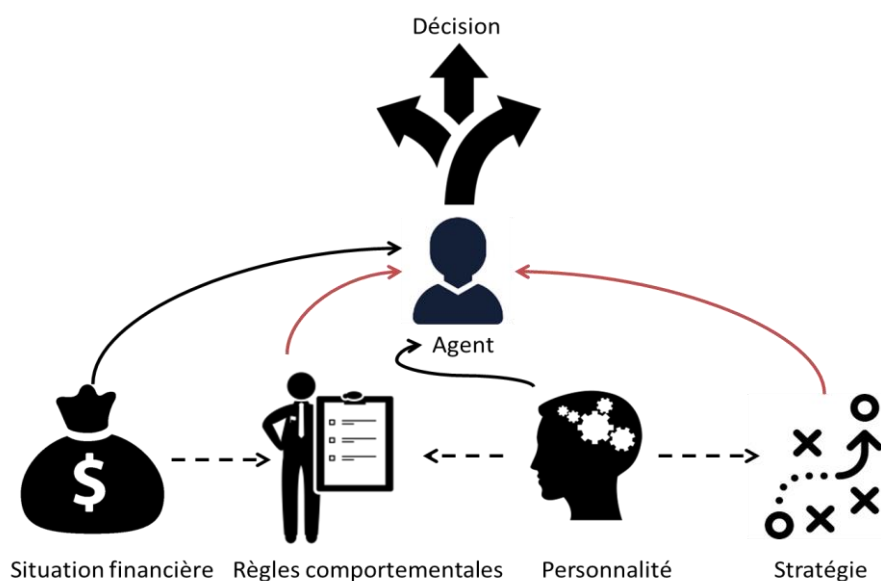 Décision
Agent
$
Situation financière Règles comportementales Personnalité Stratégie